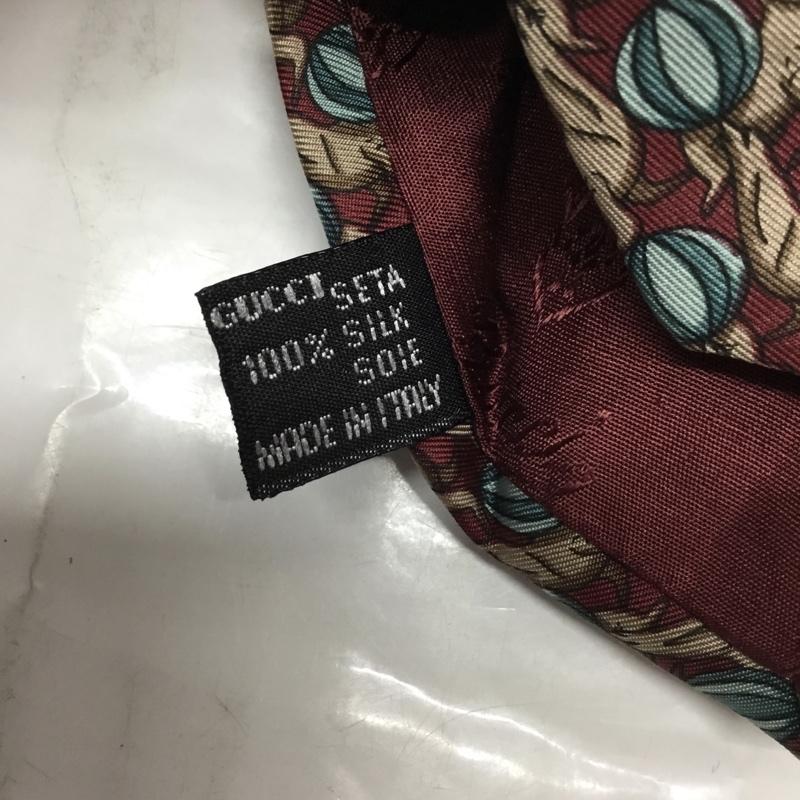 GUCCI SETA
100% SILK
SOIE
MADE IN ITALY